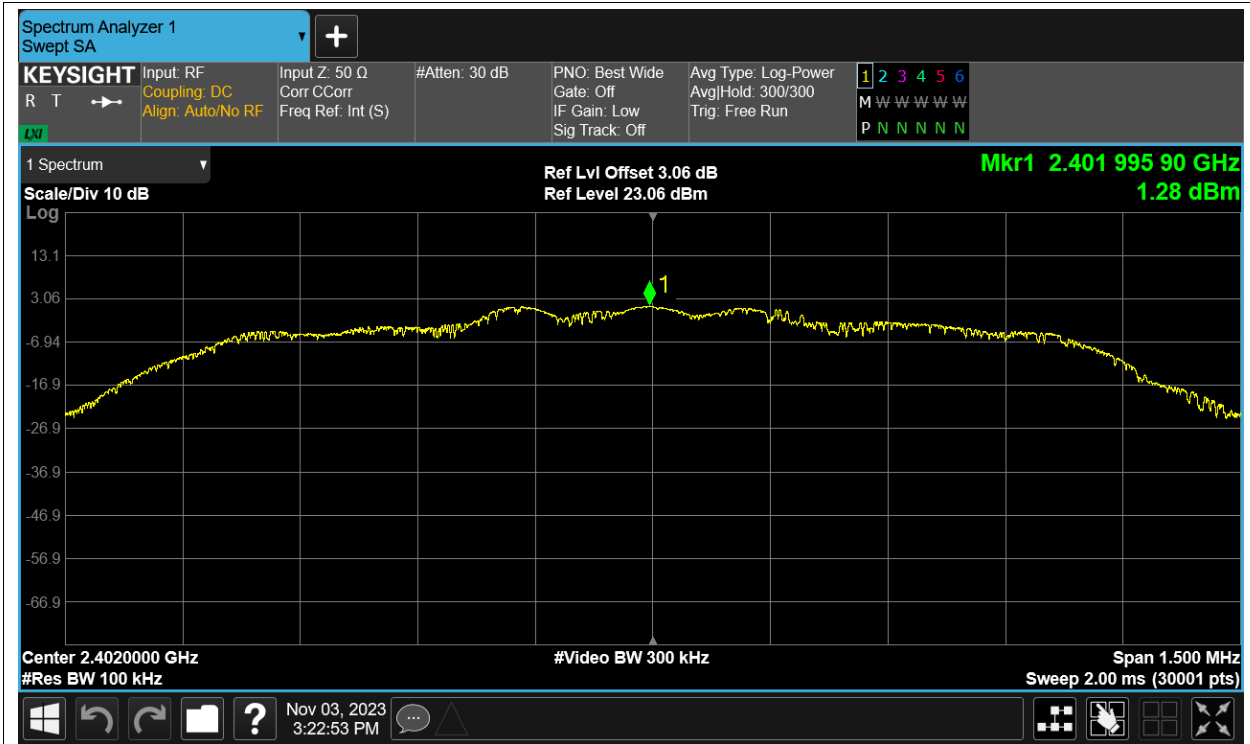 Spectrum Analyzer 1
Swept SA
KEYSIGHT
R T
LXI
Input: RF
Coupling: DC
Align: Auto/No RF
Input Z: 50 Ω
Corr CCorr
Freq Ref: Int (S)
#Atten: 30 dB
PNO: Best Wide
Gate: Off
IF Gain: Low
Sig Track: Off
Avg Type: Log-Power
Avg|Hold: 300/300
Trig: Free Run
1 2 3 4 5 6
M W W W W W
P N N N N N
1 Spectrum
Scale/Div 10 dB
Log
Ref Lvl Offset 3.06 dB
Ref Level 23.06 dBm
Mkr1 2.401 995 90 GHz
1.28 dBm
13.1
3.06
-6.94
-16.9
-26.9
-36.9
-46.9
-56.9
-66.9
1
Center 2.4020000 GHz
#Res BW 100 kHz
#Video BW 300 kHz
Span 1.500 MHz
Sweep 2.00 ms (30001 pts)
?
Nov 03, 2023
3:22:53 PM